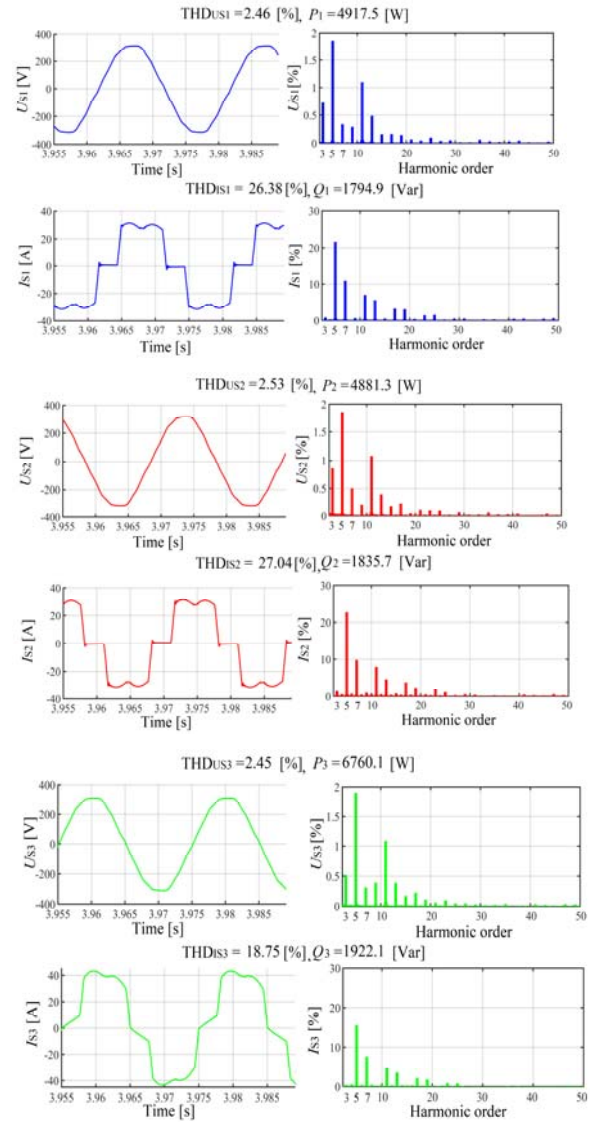 THDUS1 =2.46 [%], P1 =4917.5 [W]
US1 [V]
400
200
0
-200
-400
3.955 3.96 3.965 3.97 3.975 3.98 3.985
Time [s]
US1 [%]
2
1.5
1
0.5
0
3 5 7 10 20 30 40 50
Harmonic order
THDIS1 = 26.38 [%], Q1 =1794.9 [Var]
IS1 [A]
40
20
0
-20
-40
3.955 3.96 3.965 3.97 3.975 3.98 3.985
Time [s]
IS1 [%]
30
20
10
0
3 5 7 10 20 30 40 50
Harmonic order
THDUS2 =2.53 [%], P2 =4881.3 [W]
US2 [V]
400
200
0
-200
-400
3.955 3.96 3.965 3.97 3.975 3.98 3.985
Time [s]
US2 [%]
2
1.5
1
0.5
0
3 5 7 10 20 30 40 50
Harmonic order
THDIS2 = 27.04 [%], Q2 =1835.7 [Var]
IS2 [A]
40
20
0
-20
-40
3.955 3.96 3.965 3.97 3.975 3.98 3.985
Time [s]
IS2 [%]
30
20
10
0
3 5 7 10 20 30 40 50
Harmonic order
THDUS3 =2.45 [%], P3 =6760.1 [W]
US3 [V]
400
200
0
-200
-400
3.955 3.96 3.965 3.97 3.975 3.98 3.985
Time [s]
US3 [%]
2
1.5
1
0.5
0
3 5 7 10 20 30 40 50
Harmonic order
THDIS3 = 18.75 [%], Q3 =1922.1 [Var]
IS3 [A]
40
20
0
-20
-40
3.955 3.96 3.965 3.97 3.975 3.98 3.985
Time [s]
IS3 [%]
30
20
10
0
3 5 7 10 20 30 40 50
Harmonic order